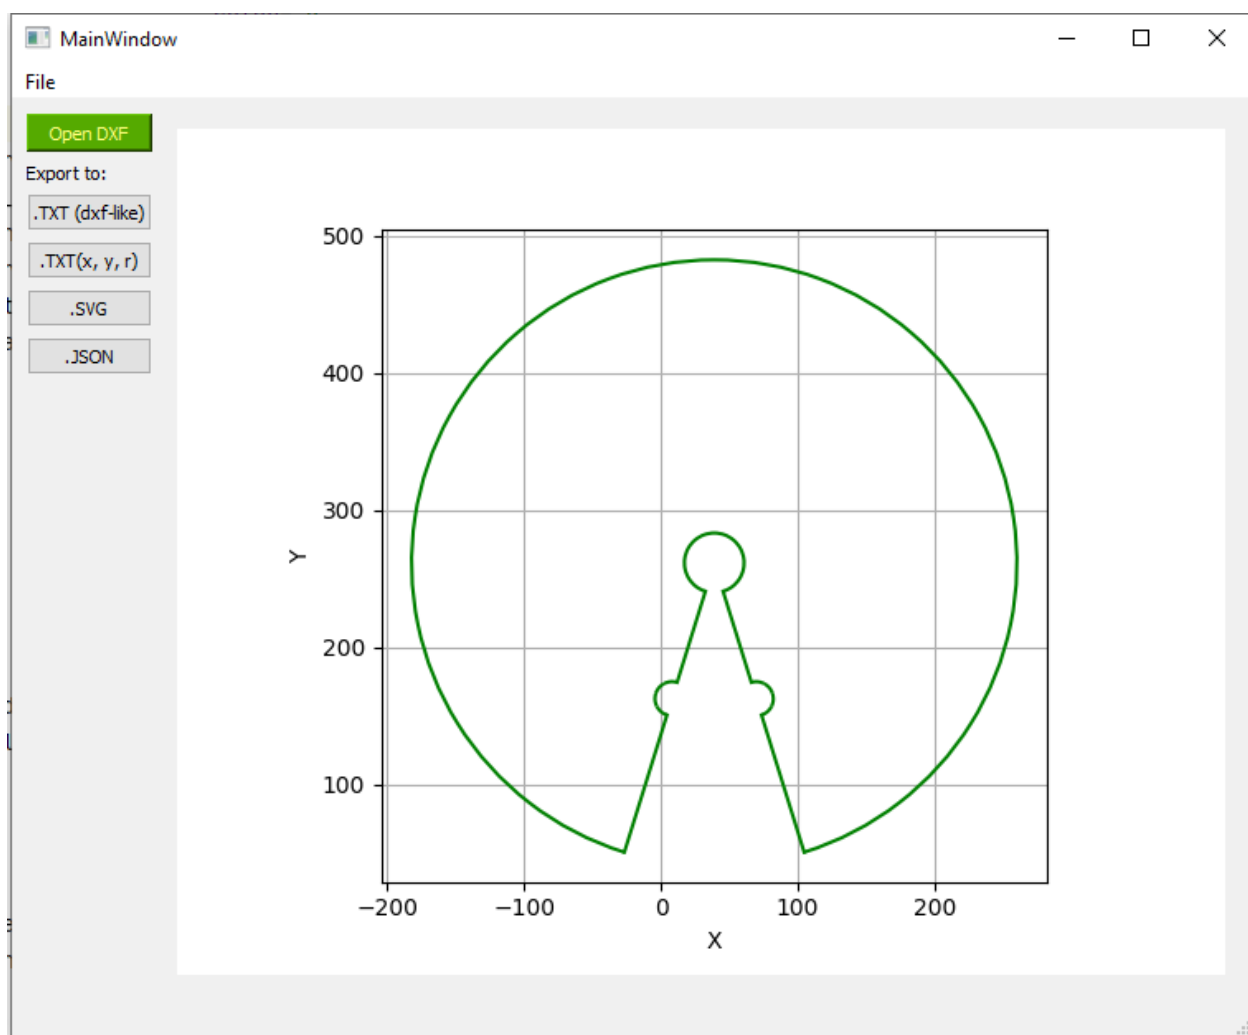 MainWindow
File
Open DXF
Export to:
.TXT (dxf-like)
.TXT(x, y, r)
.SVG
.JSON
500
400
300
200
100
Y
−200 −100 0 100 200
X